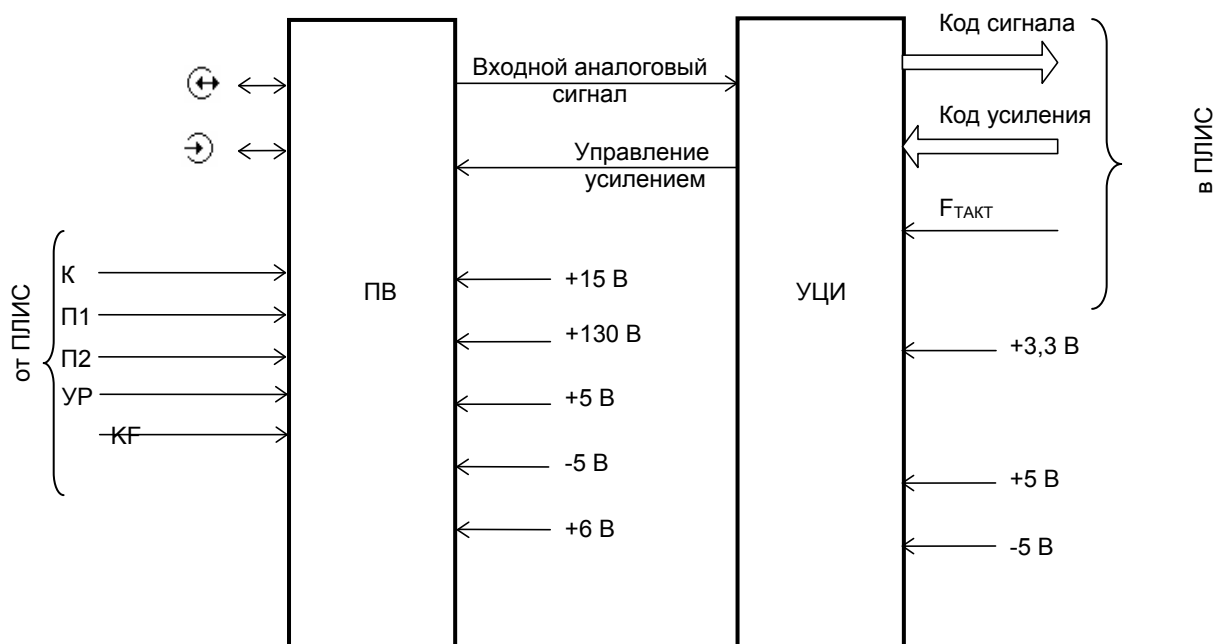 Код сигнала
Входной аналоговый
сигнал
Код усиления
Управление
усилением
FТАКТ
в ПЛИС
от ПЛИС
К
П1
П2
УР
KF
ПВ
+15 В
+130 В
+5 В
-5 В
+6 В
УЦИ
+3,3 В
+5 В
-5 В